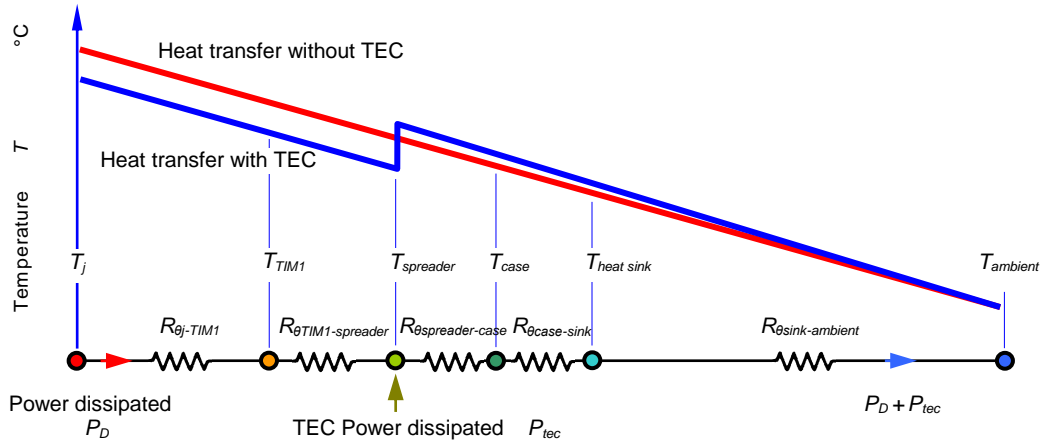 °C
Heat transfer without TEC
T
Heat transfer with TEC
Temperature
Tj
TTIM1
Tspreader
Tcase
Theat sink
Tambient
Rθj-TIM1
RθTIM1-spreader
Rθspreader-case
Rθcase-sink
Rθsink-ambient
Power dissipated
PD
TEC Power dissipated Ptec
PD + Ptec